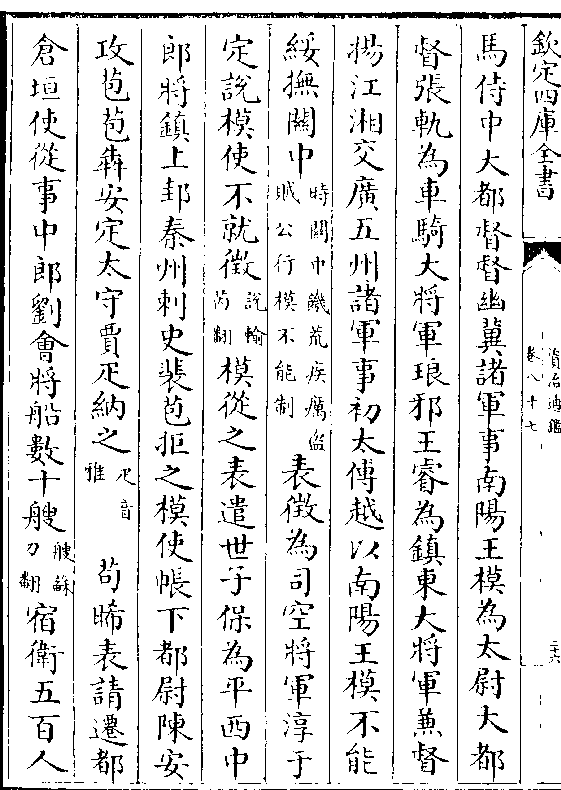 欽定四庫全書
資治通鑑
卷八十七
馬侍中大都督督幽冀諸軍事南陽王模為太尉大都
督張軌為車騎大將軍琅邪王睿為鎮東大將軍兼督
揚江湘交廣五州諸軍事初太傅越以南陽王模不能
綏撫關中時關中饑荒疾癘盜賊公行模不能制表徵為司空將軍淳于
定說模使不就徵說輸芮翻模從之表遣世子保為平西中
郎將鎮上邽秦州刺史裴苞拒之模使帳下都尉陳安
攻苞苞奔安定太守賈疋納之疋音雅 茍晞表請遷都
倉垣使從事中郎劉會將船數十艘艘蘇刀翻宿衛五百人